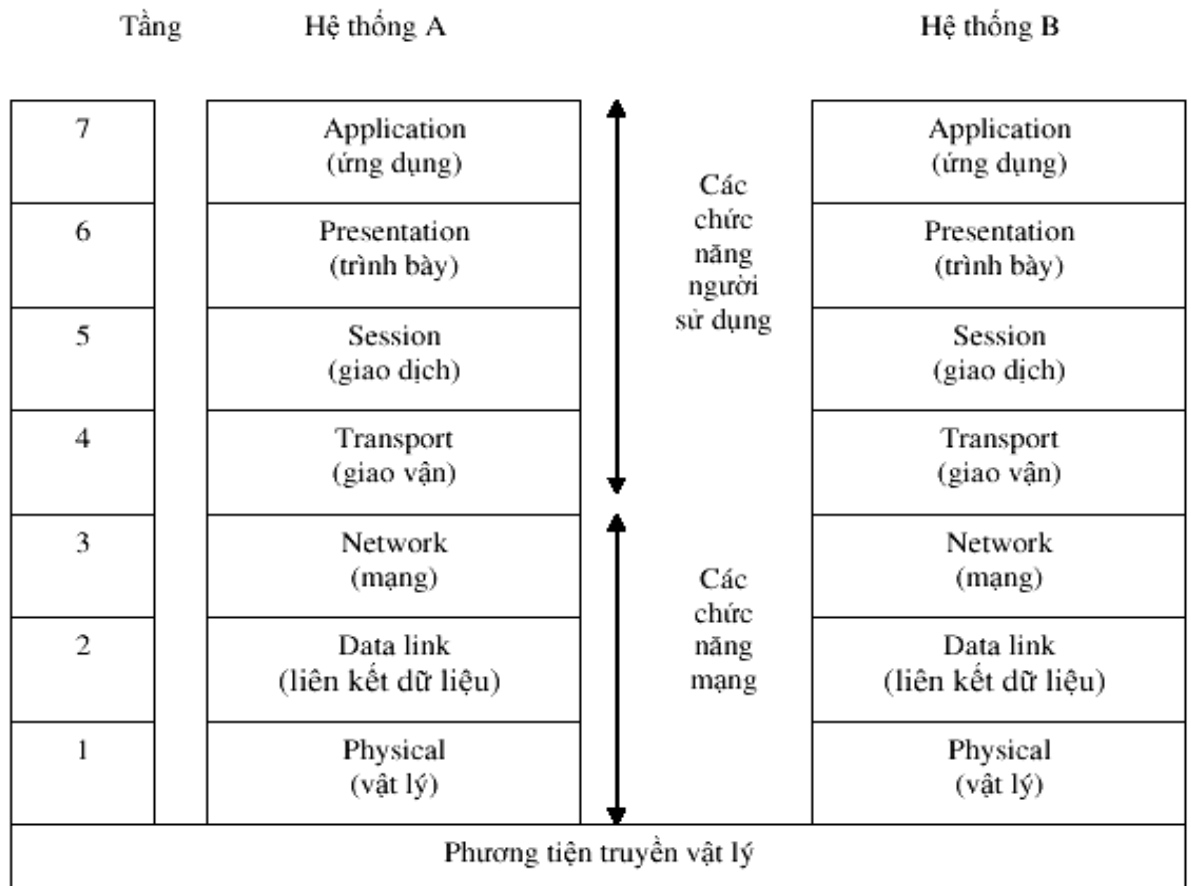 Tầng Hệ thống A Hệ thống B
7 Application Application
(ứng dụng) (ứng dụng)
Các
chức
năng
người
sử dụng
6 Presentation Presentation
(trình bày) (trình bày)
5 Session Session
(giao dịch) (giao dịch)
4 Transport Transport
(giao vận) (giao vận)
3 Network Network
(mạng) (mạng)
Các
chức
năng
mạng
2 Data link Data link
(liên kết dữ liệu) (liên kết dữ liệu)
1 Physical Physical
(vật lý) (vật lý)
Phương tiện truyền vật lý